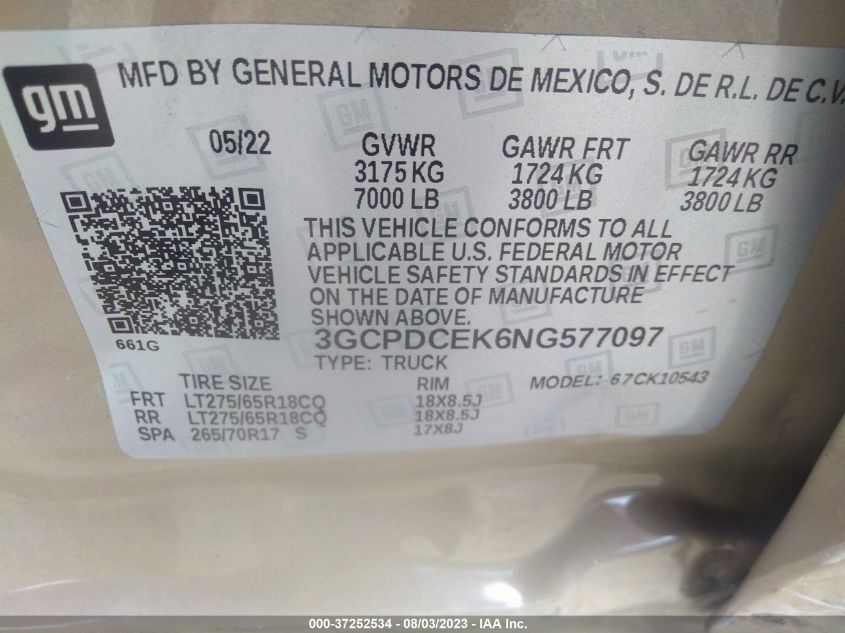 gm
MFD BY GENERAL MOTORS DE MEXICO, S. DE R.L. DE C.V.
05/22 GVWR GAWR FRT GAWR RR
3175 KG 1724 KG 1724 KG
7000 LB 3800 LB 3800 LB
THIS VEHICLE CONFORMS TO ALL
APPLICABLE U.S. FEDERAL MOTOR
VEHICLE SAFETY STANDARDS IN EFFECT
ON THE DATE OF MANUFACTURE
SHOWN ABOVE.
661G
3GCPDCEK6NG577097
TYPE: TRUCK
TIRE SIZE RIM MODEL: 67CK10543
FRT LT275/65R18CQ 18X8.5J
RR LT275/65R18CQ 18X8.5J
SPA 265/70R17 S 17X8J
000-37252534 - 08/03/2023 - IAA Inc.